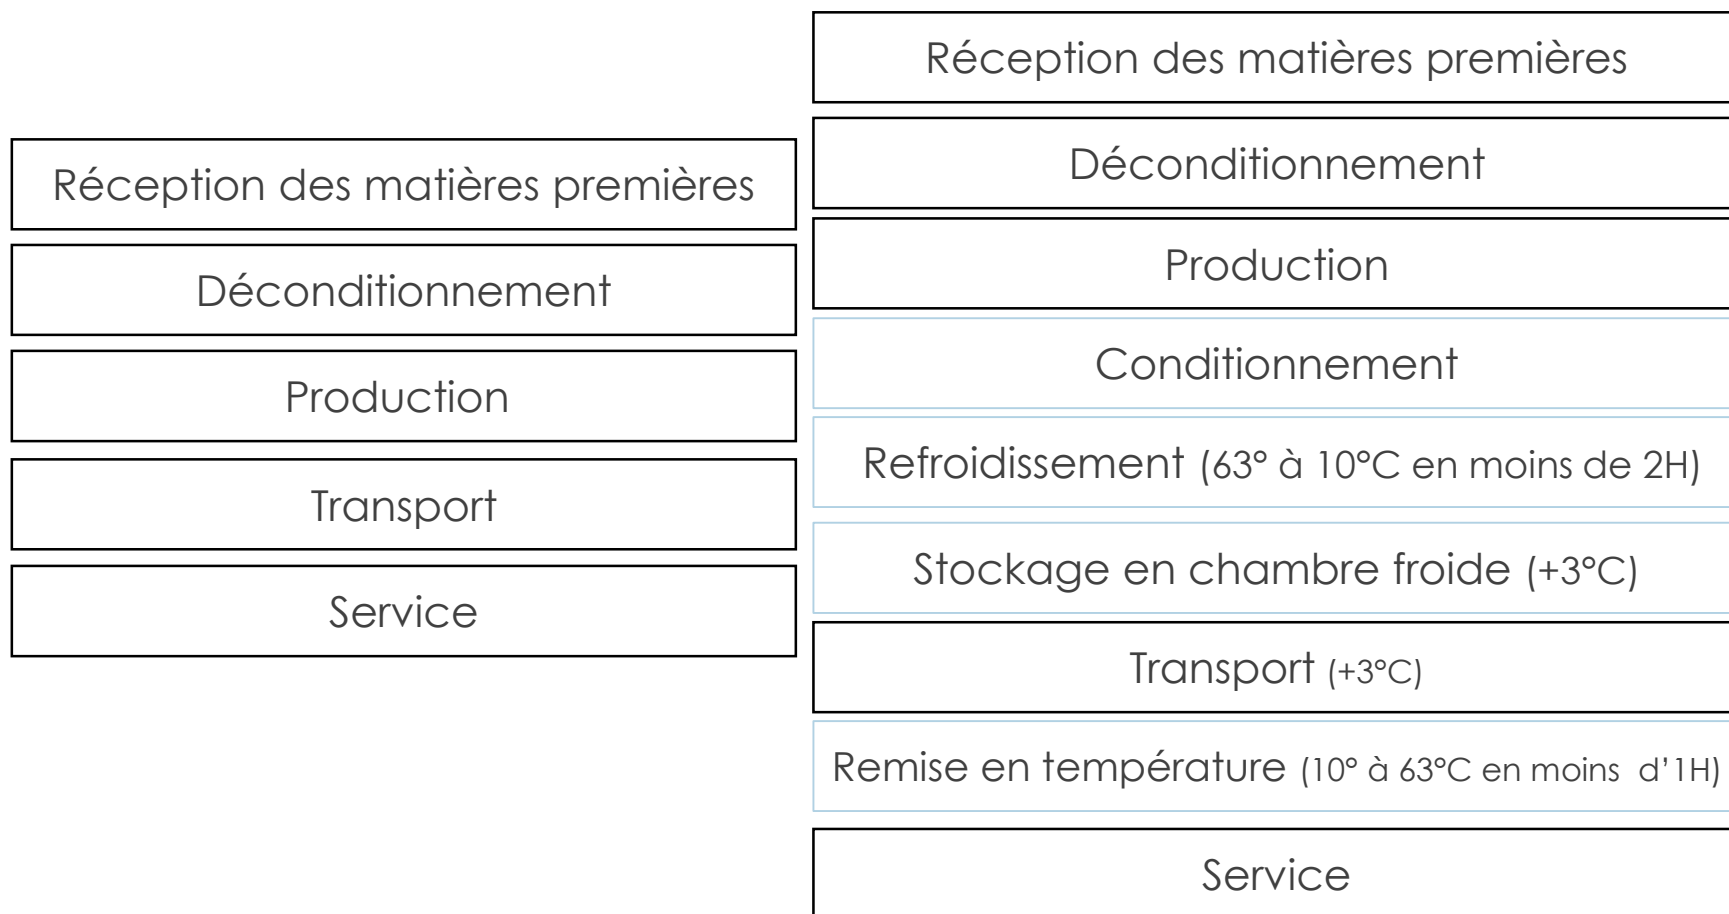 Réception des matières premières
Déconditionnement
Production
Transport
Service
Réception des matières premières
Déconditionnement
Production
Conditionnement
Refroidissement (63° à 10°C en moins de 2H)
Stockage en chambre froide (+3°C)
Transport (+3°C)
Remise en température (10° à 63°C en moins d’1H)
Service